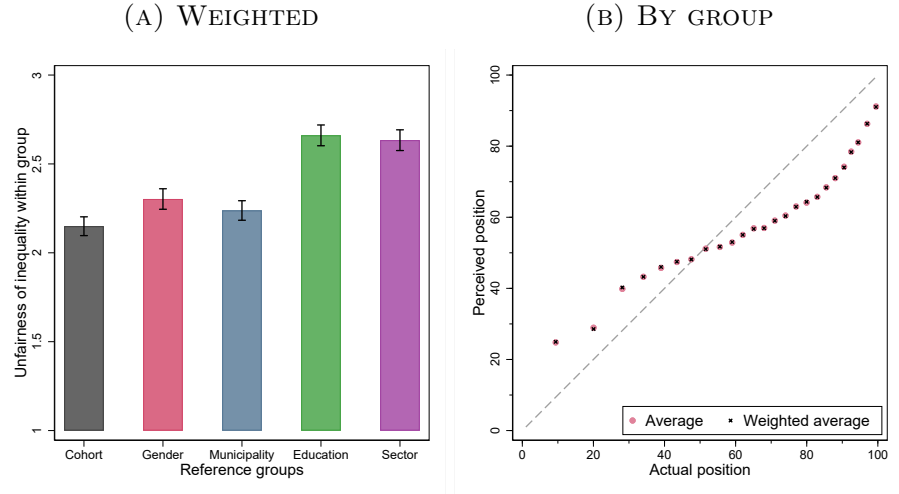 (A) WEIGHTED
3
2.5
2
1.5
1
Unfairness of inequality within group
Cohort Gender Municipality Education Sector
Reference groups
(B) BY GROUP
100
80
60
40
20
0
Perceived position
Average Weighted average
0 20 40 60 80 100
Actual position